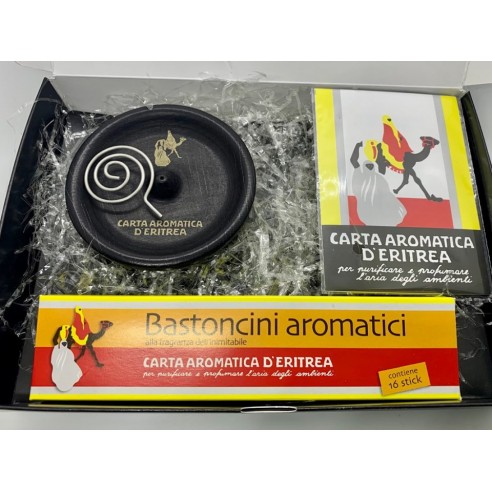 CARTA AROMATICA
D'ERITREA
CARTA AROMATICA
D'ERITREA
per purificare e profumare
l'aria degli ambienti
Bastoncini aromatici
alla fragranza dell'inimitabile
CARTA AROMATICA D'ERITREA
per purificare e profumare l'aria degli ambienti
contiene
16 stick